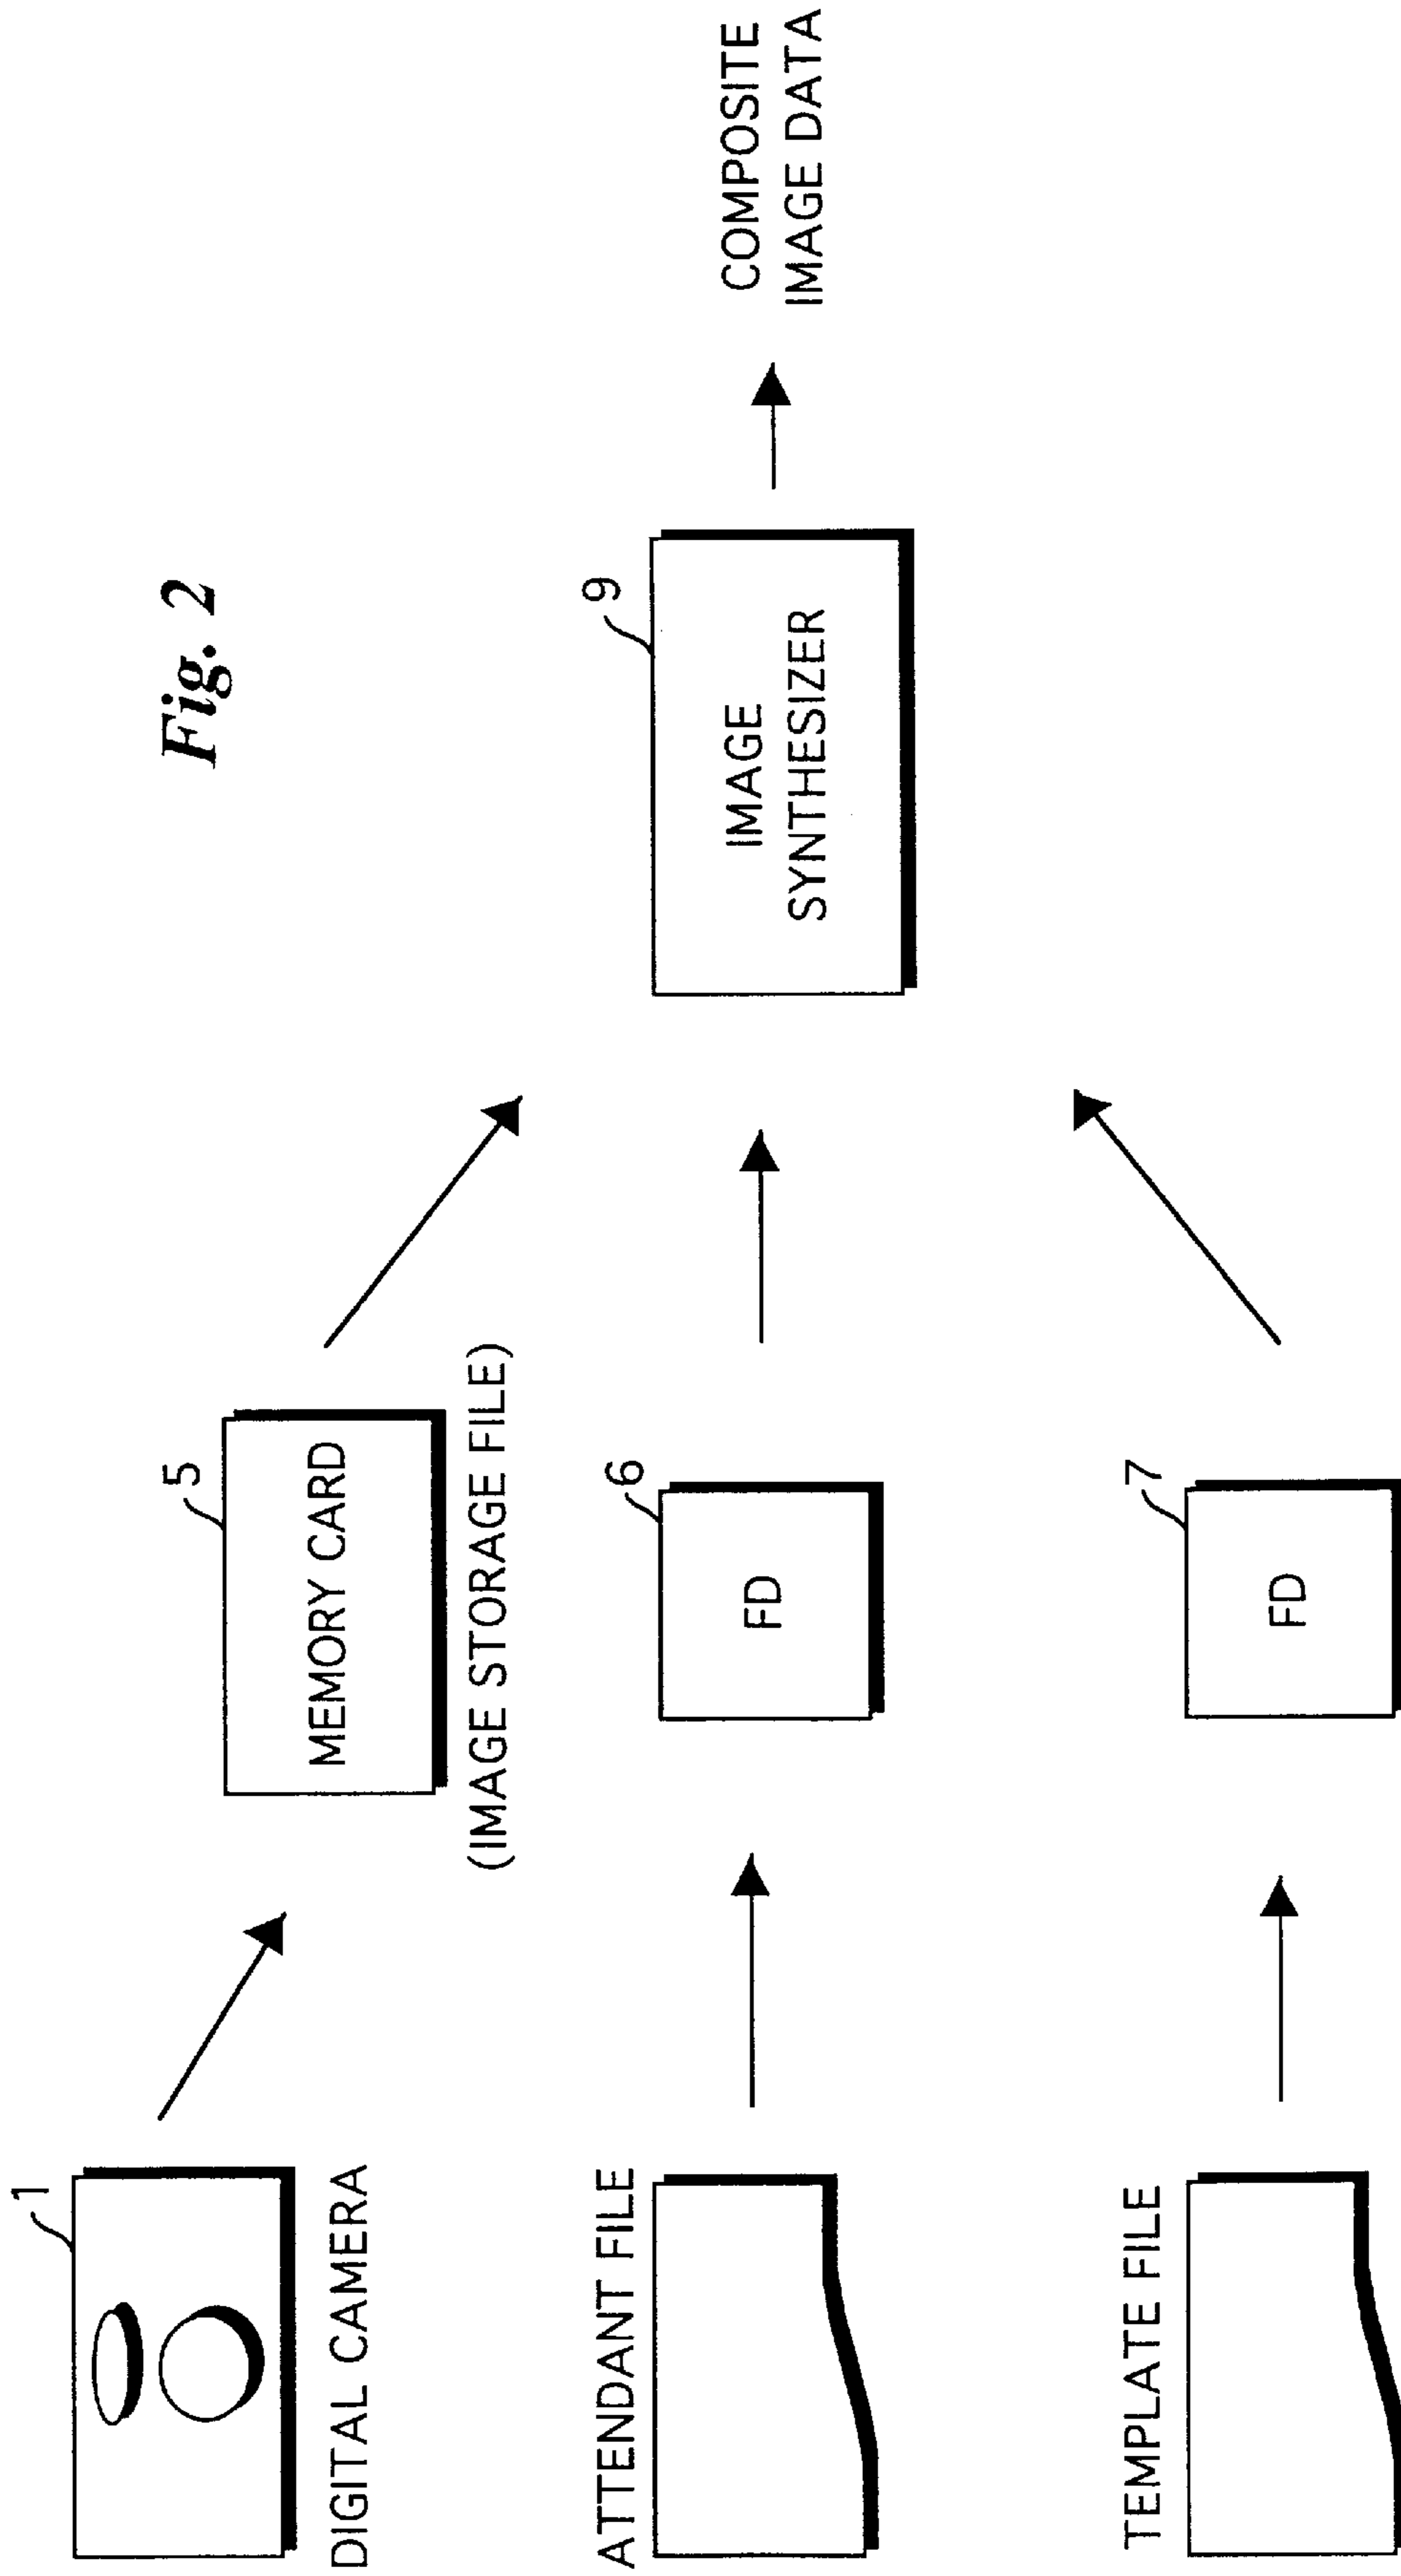 Fig. 2
1
DIGITAL CAMERA
5
MEMORY CARD
(IMAGE STORAGE FILE)
ATTENDANT FILE
6
FD
9
IMAGE
SYNTHESIZER
COMPOSITE
IMAGE DATA
TEMPLATE FILE
7
FD